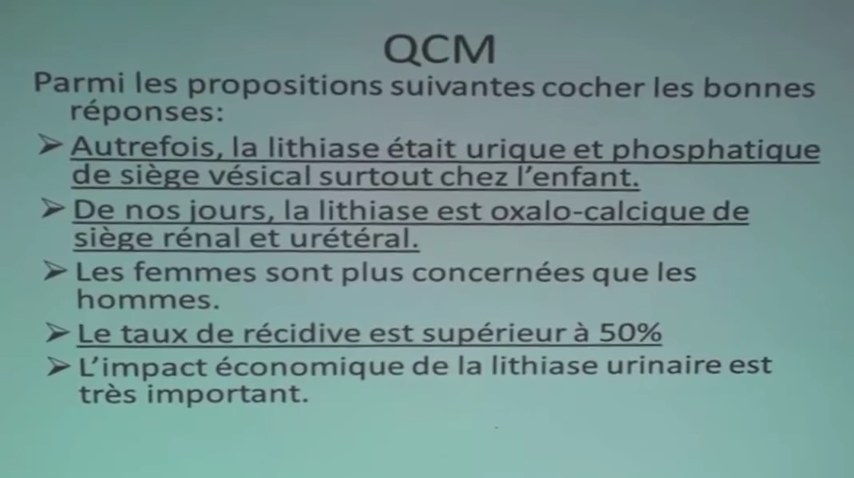 QCM
Parmi les propositions suivantes cocher les bonnes
réponses:
➢ Autrefois, la lithiase était urique et phosphatique
de siège vésical surtout chez l'enfant.
➢ De nos jours, la lithiase est oxalo-calcique de
siège rénal et urétéral.
➢ Les femmes sont plus concernées que les
hommes.
➢ Le taux de récidive est supérieur à 50%
➢ L'impact économique de la lithiase urinaire est
très important.